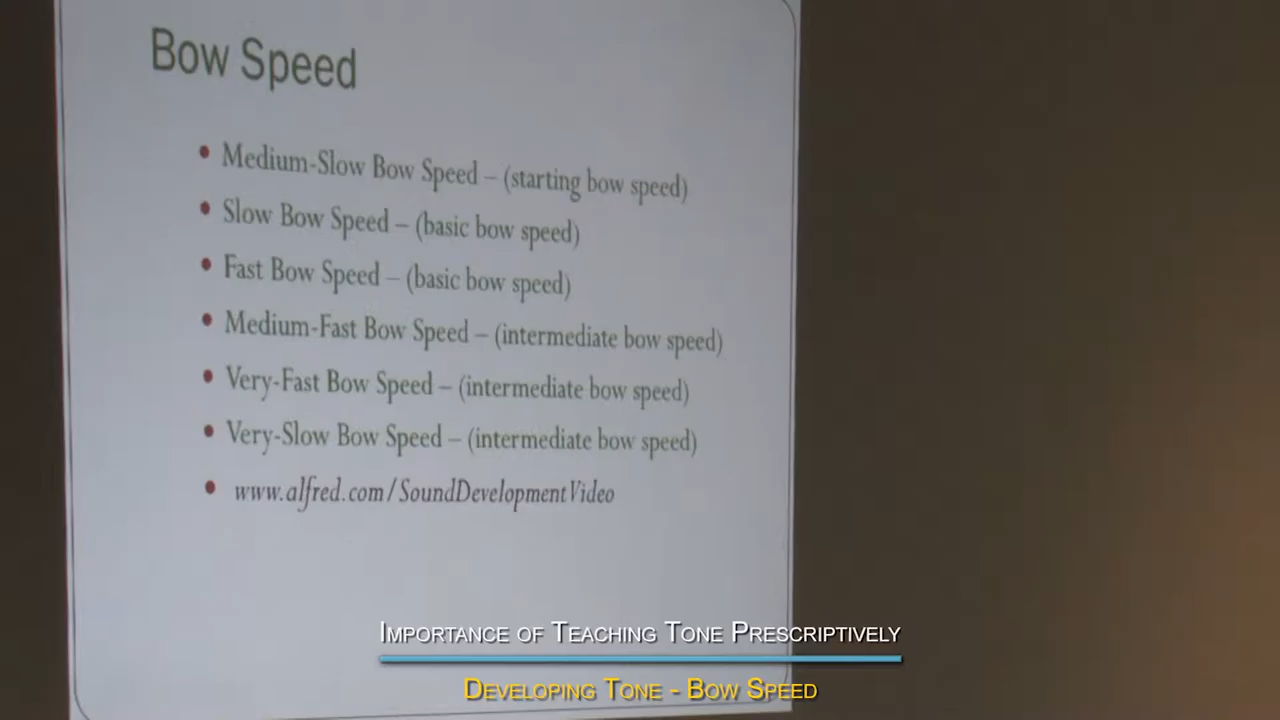 Bow Speed
• Medium-Slow Bow Speed – (starting bow speed)
• Slow Bow Speed – (basic bow speed)
• Fast Bow Speed – (basic bow speed)
• Medium-Fast Bow Speed – (intermediate bow speed)
• Very-Fast Bow Speed – (intermediate bow speed)
• Very-Slow Bow Speed – (intermediate bow speed)
• www.alfred.com/SoundDevelopmentVideo
Importance of Teaching Tone Prescriptively
Developing Tone - Bow Speed